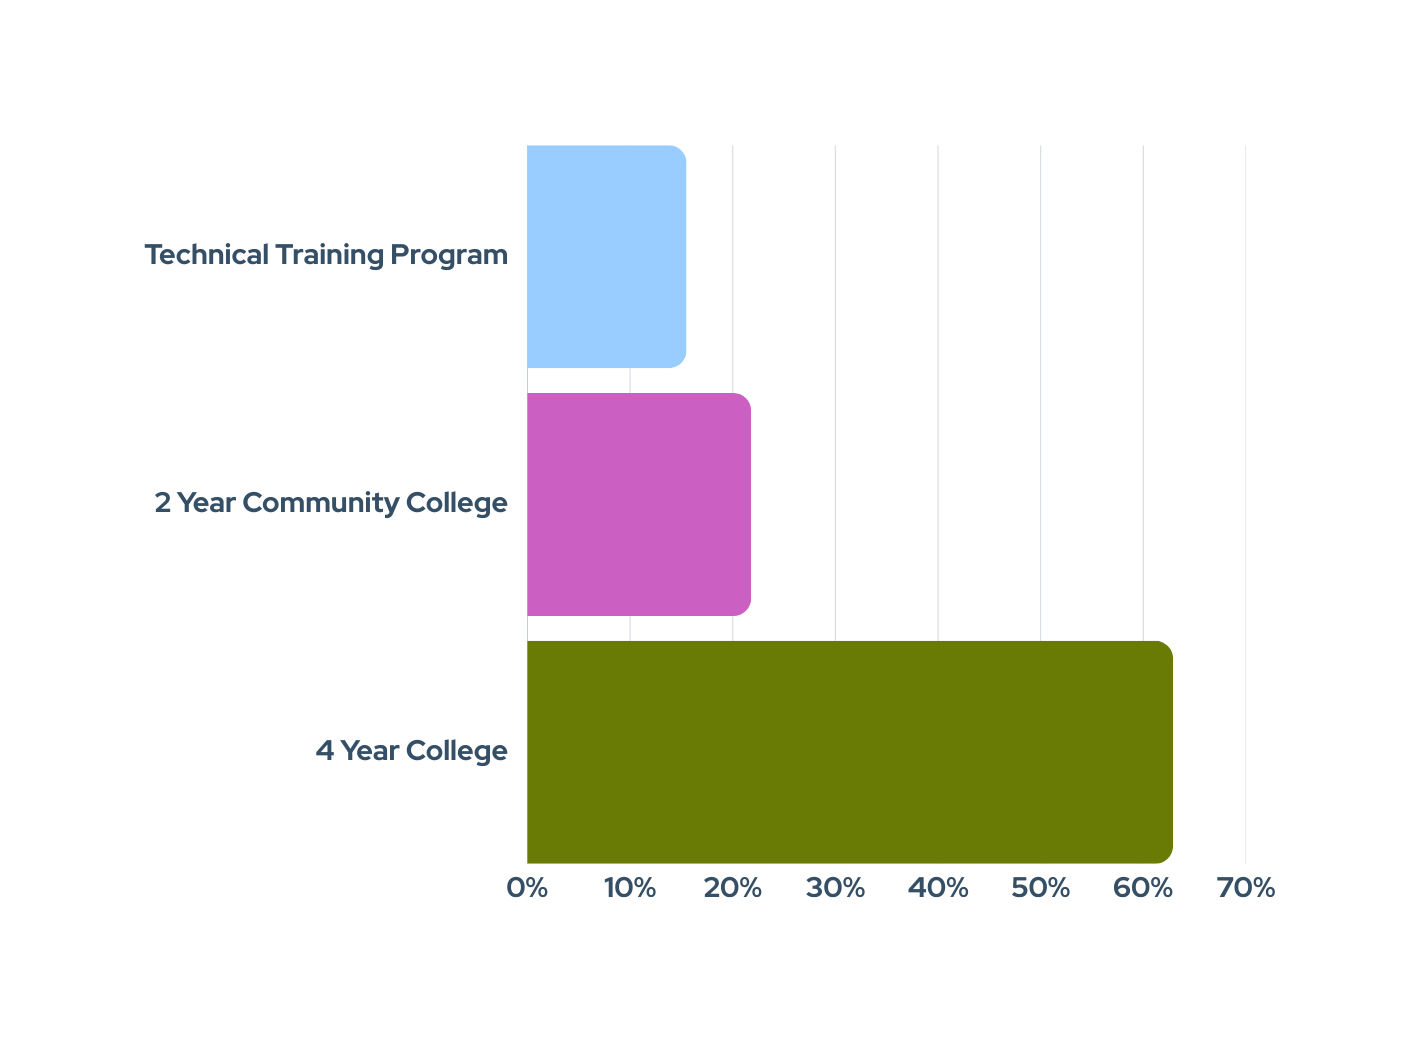 Technical Training Program
2 Year Community College
4 Year College
0% 10% 20% 30% 40% 50% 60% 70%